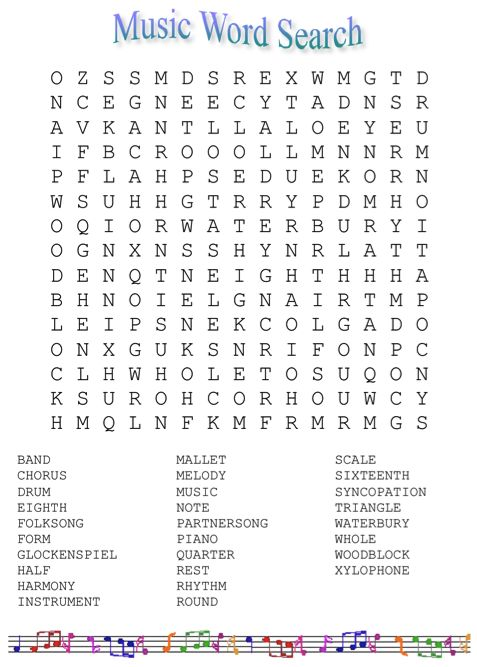 Music Word Search
O Z S S M D S R E X W M G T D
N C E G N E E C Y T A D N S R
A V K A N T L L A L O E Y E U
I F B C R O O O L L M N N R M
P F L A H P S E D U E K O R N
W S U H H G T R R Y P D M H O
O Q I O R W A T E R B U R Y I
O G N X N S S H Y N R L A T T
D E N Q T N E I G H T H H H A
B H N O I E L G N A I R T M P
L E I P S N E K C O L G A D O
O N X G U K S N R I F O N P C
C L H W H O L E T O S U Q O N
K S U R O H C O R H O U W C Y
H M Q L N F K M F R M R M G S
BAND MALLET SCALE
CHORUS MELODY SIXTEENTH
DRUM MUSIC SYNCOPATION
EIGHTH NOTE TRIANGLE
FOLKSONG PARTNERSONG WATERBURY
FORM PIANO WHOLE
GLOCKENSPIEL QUARTER WOODBLOCK
HALF REST XYLOPHONE
HARMONY RHYTHM
INSTRUMENT ROUND